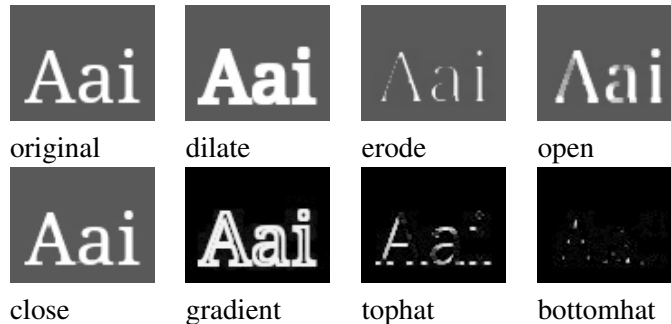 Aai Aai Aai Aai
original dilate erode open
Aai Aai Aai
close gradient tophat bottomhat